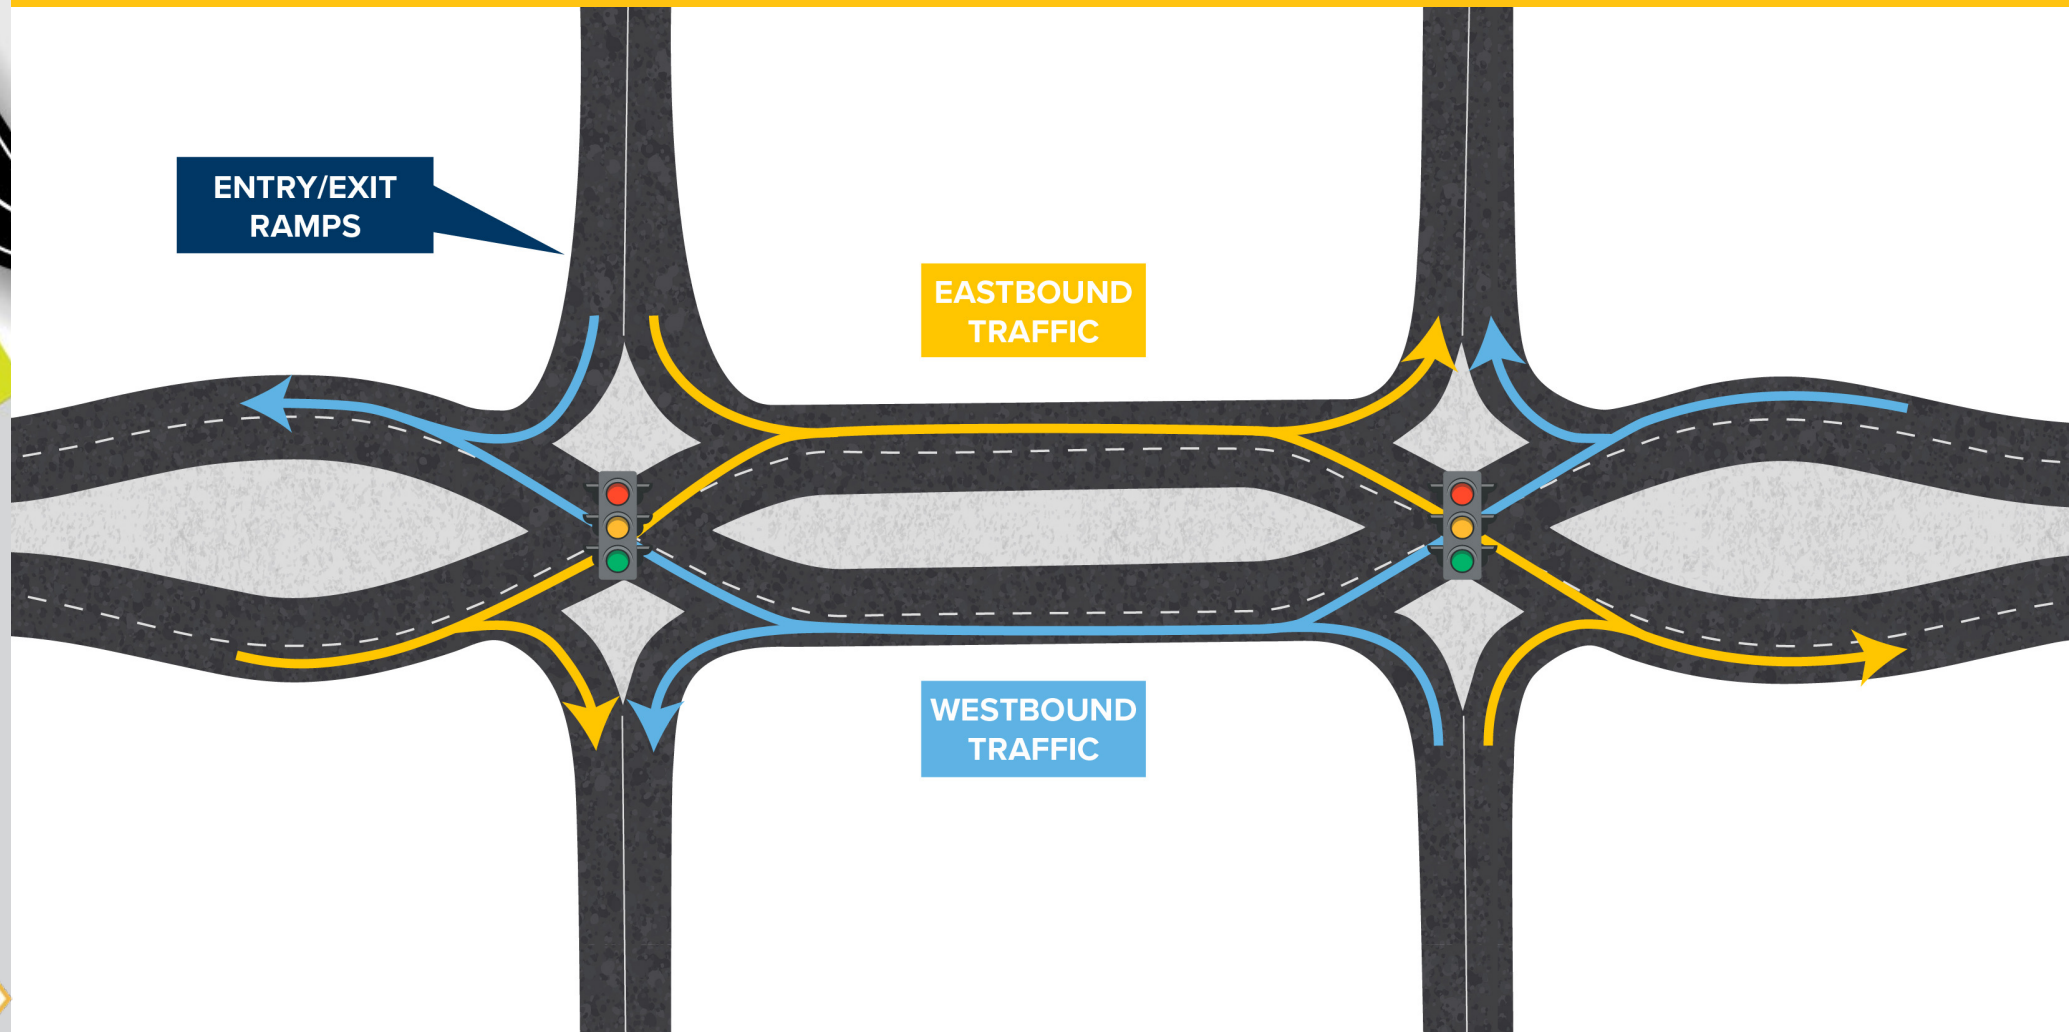 ENTRY/EXIT
RAMPS
EASTBOUND
TRAFFIC
WESTBOUND
TRAFFIC